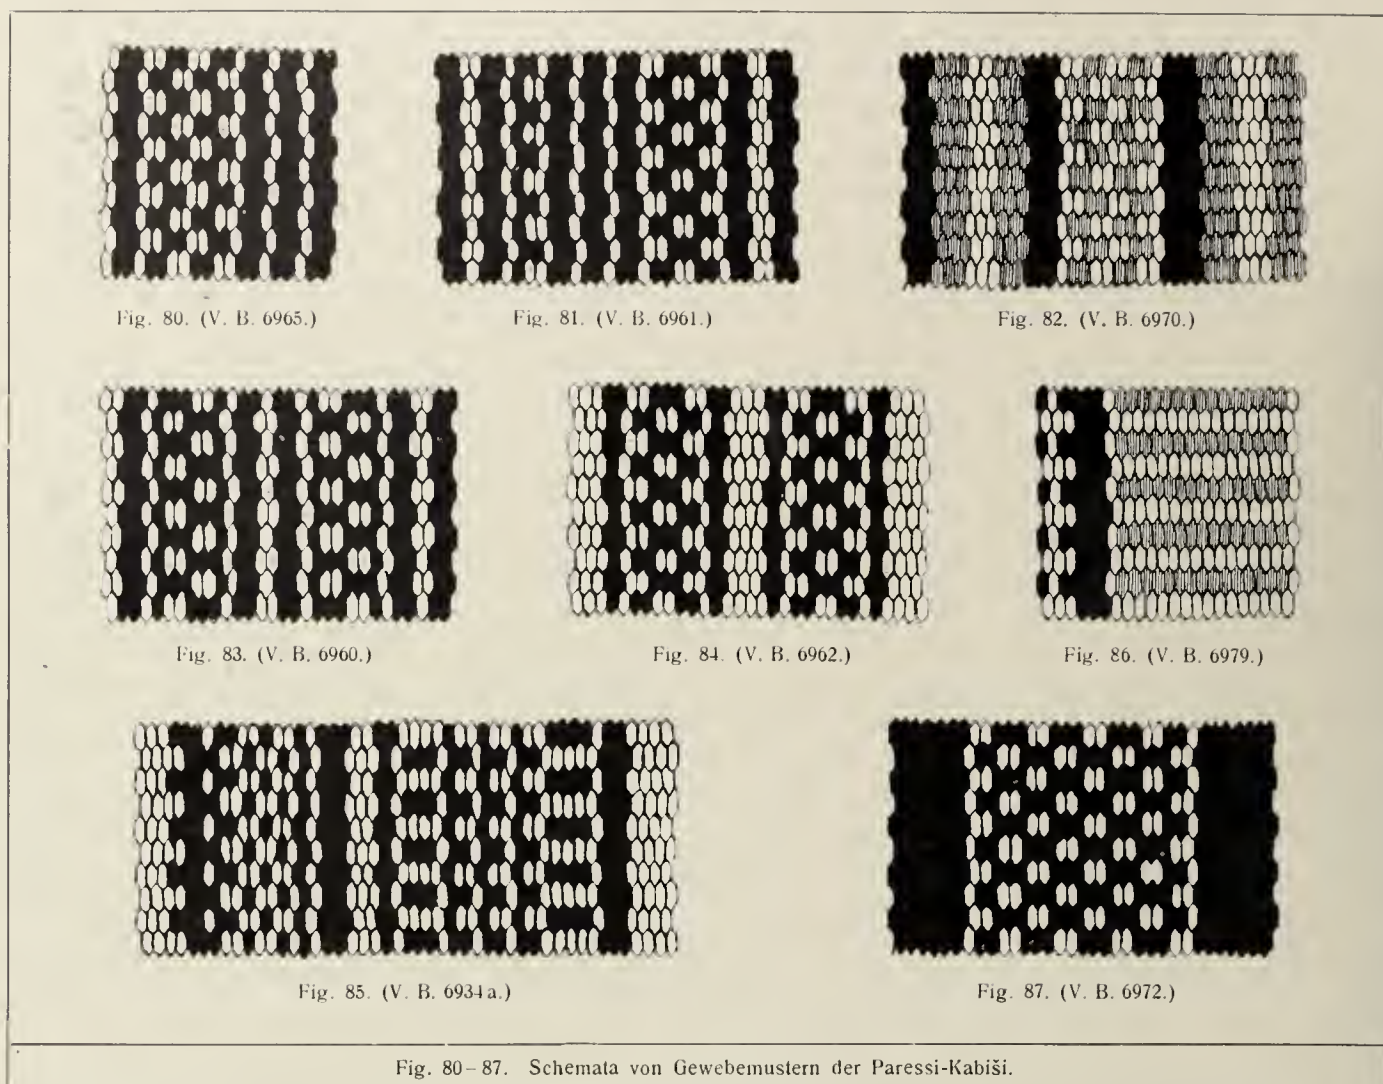 Fig. 80. (V. B. 6965.)
Fig. 81. (V. B. 6961.)
Fig. 82. (V. B. 6970.)
Fig. 83. (V. B. 6960.)
Fig. 84. (V. B. 6962.)
Fig. 86. (V. B. 6979.)
Fig. 85. (V. B. 6934 a.)
Fig. 87. (V. B. 6972.)
Fig. 80–87. Schemata von Gewebemustern der Paressi-Kabiši.